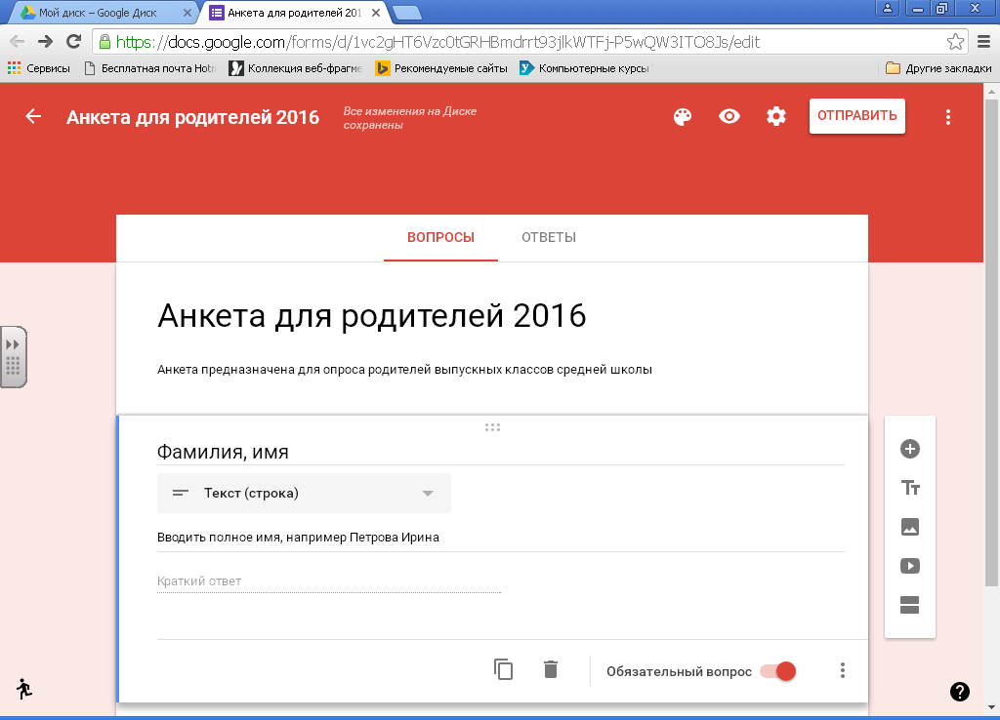 Мой диск – Google Диск
Анкета для родителей 201
https://docs.google.com/forms/d/1vc2gHT6Vzc0tGRHBmdrrt93jlkWTFj-P5wQW3ITO8Js/edit
Сервисы
Бесплатная почта Hotm
Коллекция веб-фрагме
Рекомендуемые сайты
Компьютерные курсы
Другие закладки
Анкета для родителей 2016
Все изменения на Диске
сохранены
ОТПРАВИТЬ
ВОПРОСЫ
ОТВЕТЫ
Анкета для родителей 2016
Анкета предназначена для опроса родителей выпускных классов средней школы
Фамилия, имя
Текст (строка)
Вводить полное имя, например Петрова Ирина
Краткий ответ
Обязательный вопрос